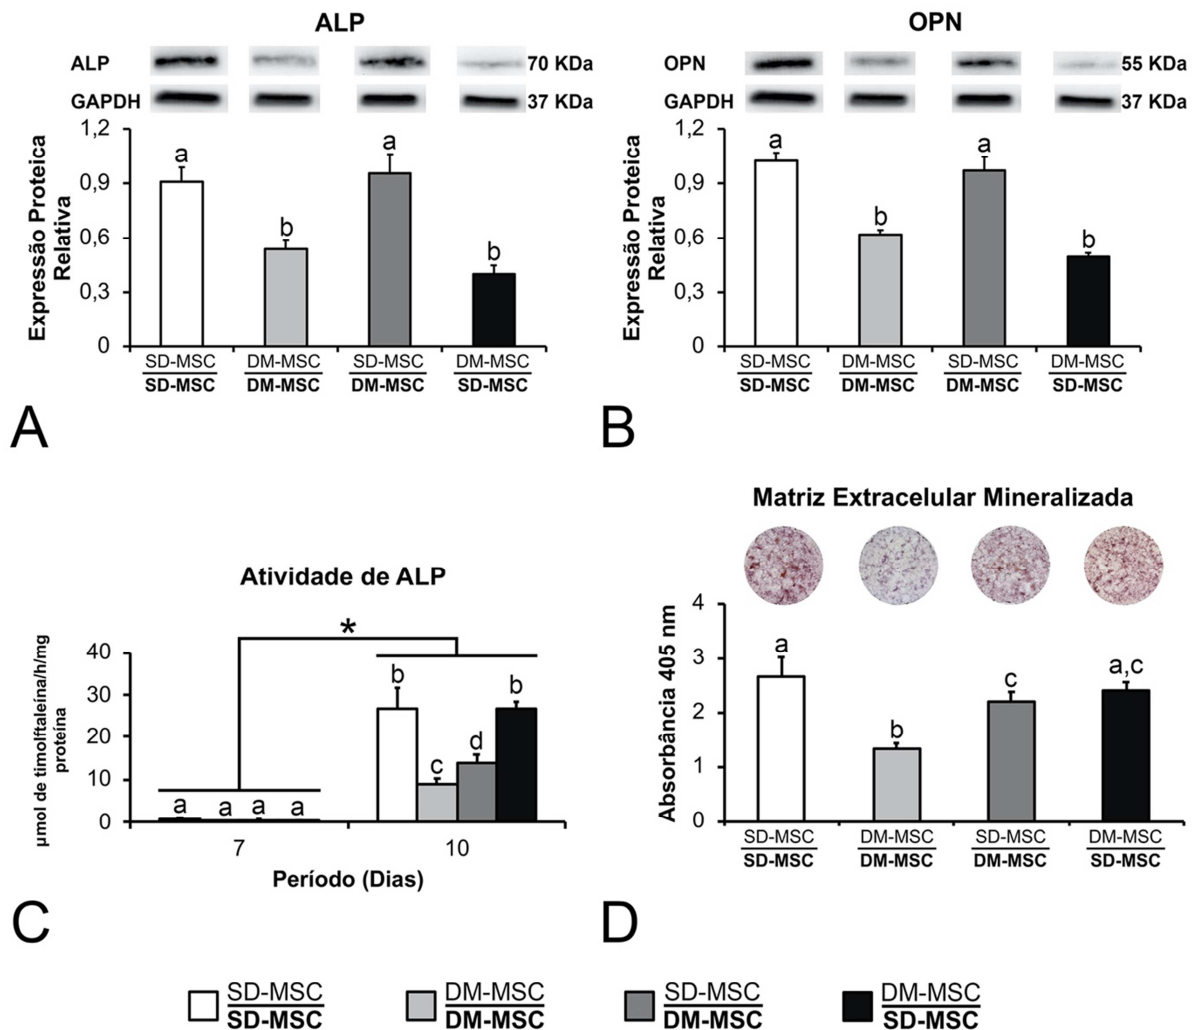 ALP
ALP
70 KDa
GAPDH
37 KDa
Expressão Proteica
Relativa
1,2
0,9
0,6
0,3
0
a
b
a
b
SD-MSC
SD-MSC
DM-MSC
DM-MSC
SD-MSC
DM-MSC
DM-MSC
SD-MSC
A
OPN
OPN
55 KDa
GAPDH
37 KDa
Expressão Proteica
Relativa
1,2
0,9
0,6
0,3
0
a
b
a
b
SD-MSC
SD-MSC
DM-MSC
DM-MSC
SD-MSC
DM-MSC
DM-MSC
SD-MSC
B
Atividade de ALP
µmol de timolftaleína/h/mg
proteína
40
30
20
10
0
*
a
a
a
a
b
c
d
b
7
10
Período (Dias)
C
Matriz Extracelular Mineralizada
Absorbância 405 nm
4
3
2
1
0
a
b
c
a,c
SD-MSC
SD-MSC
DM-MSC
DM-MSC
SD-MSC
DM-MSC
DM-MSC
SD-MSC
D
SD-MSC
SD-MSC
DM-MSC
DM-MSC
SD-MSC
DM-MSC
DM-MSC
SD-MSC